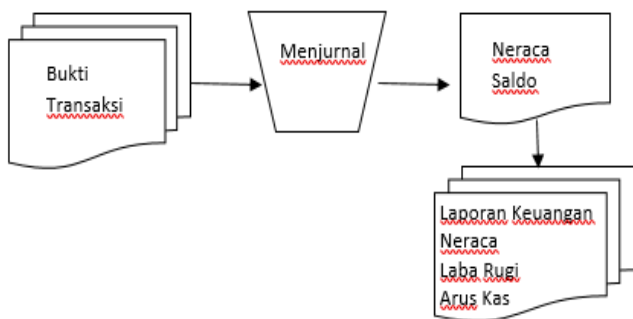 Bukti
Transaksi
Menjurnal
Neraca
Saldo
Laporan Keuangan
Neraca
Laba Rugi
Arus Kas